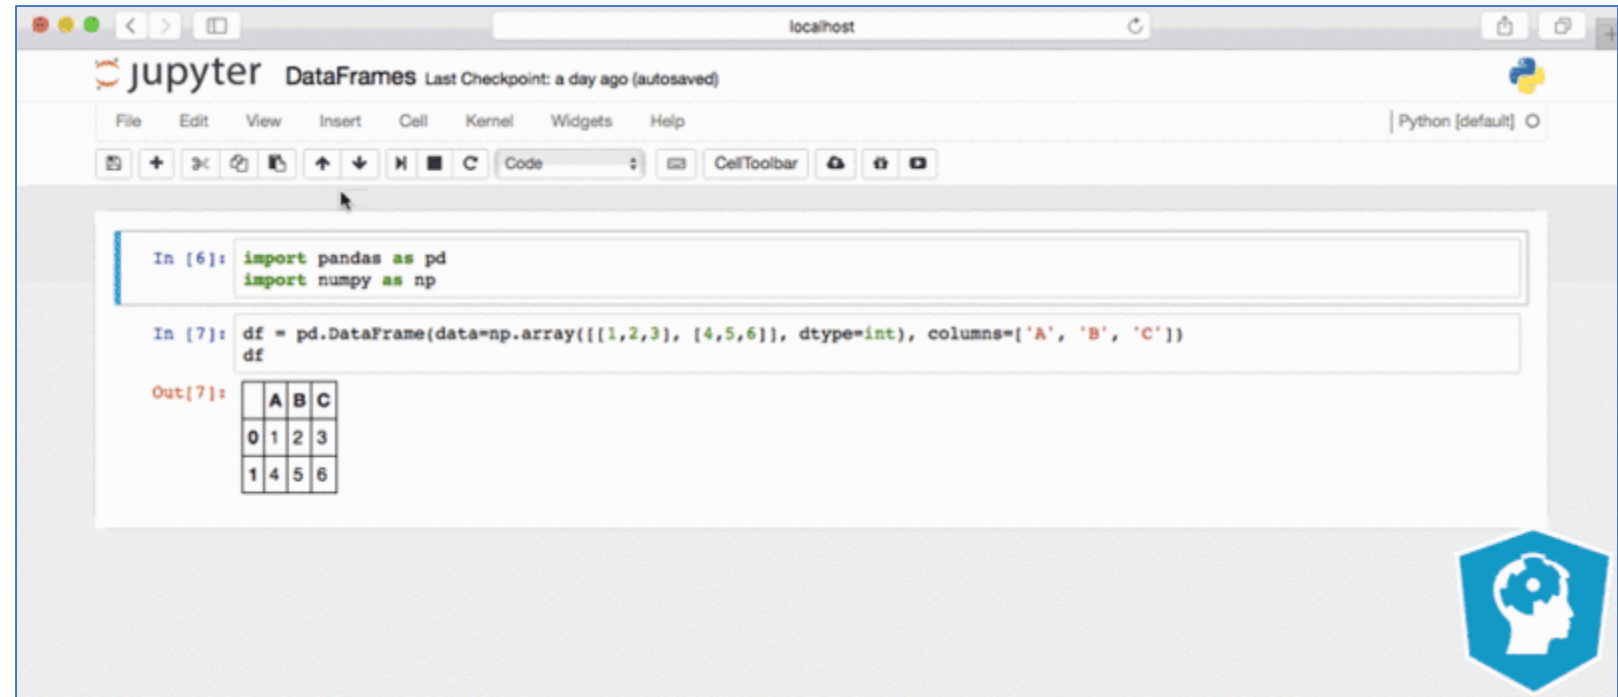 localhost
jupyter DataFrames Last Checkpoint: a day ago (autosaved)
File Edit View Insert Cell Kernel Widgets Help Python [default]
Code CellToolbar
In [6]: import pandas as pd
import numpy as np
In [7]: df = pd.DataFrame(data=np.array([[1,2,3], [4,5,6]], dtype=int), columns=['A', 'B', 'C'])
df
Out[7]:
A B C
0 1 2 3
1 4 5 6